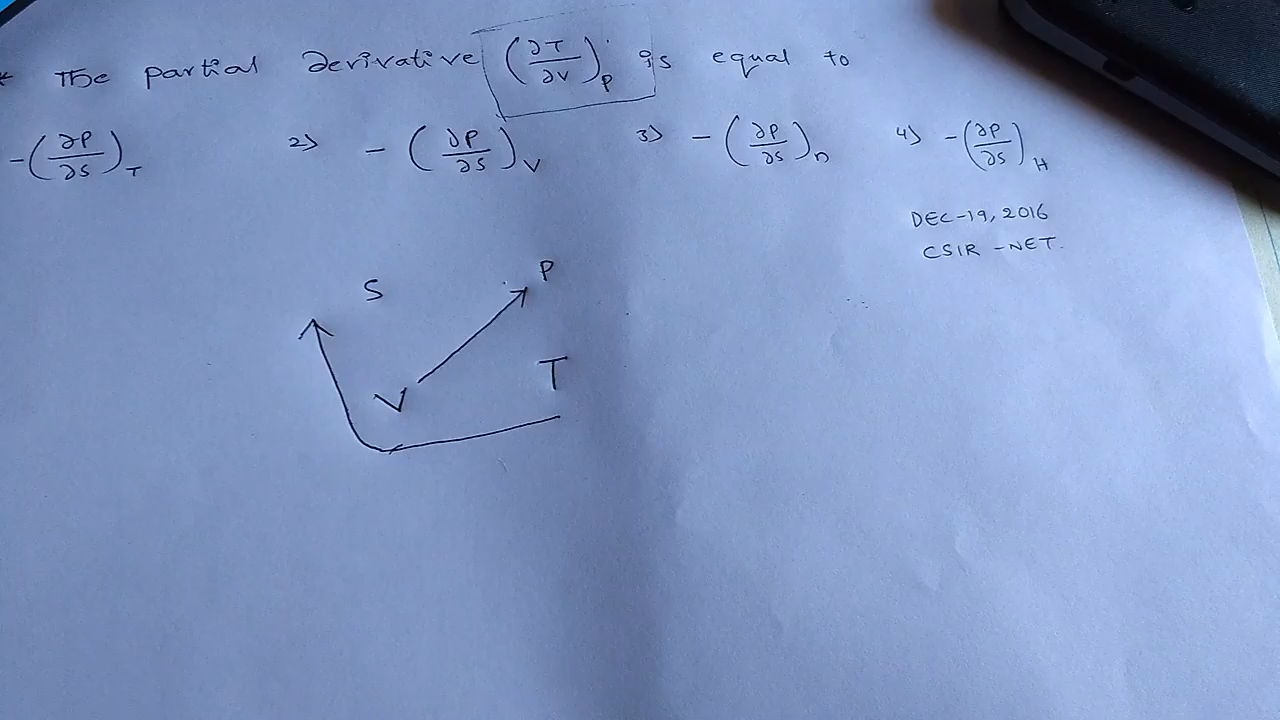 * The partial derivative (∂T/∂V)_P is equal to
-(∂P/∂S)_T 2) -(∂P/∂S)_V 3) -(∂P/∂S)_n 4) -(∂P/∂S)_H
DEC-19, 2016
CSIR -NET.
S P
V T